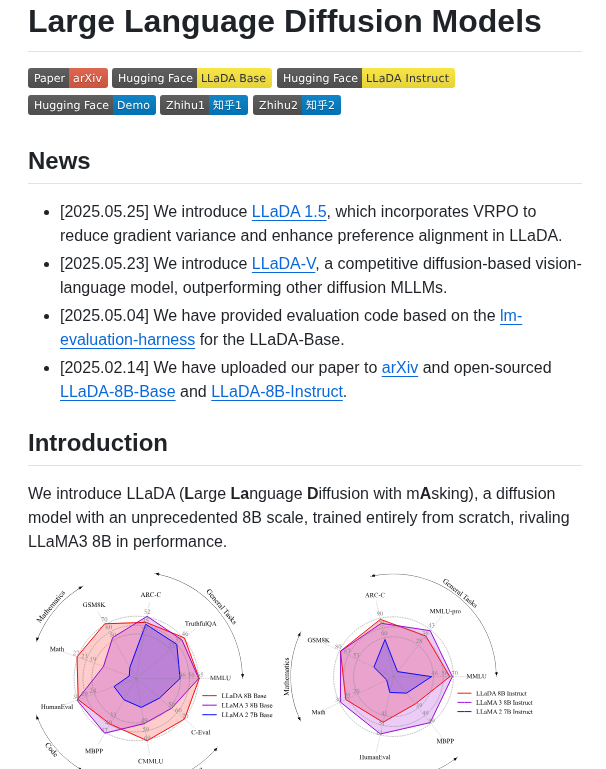 Large Language Diffusion Models
Paper arXiv Hugging Face LLaDA Base Hugging Face LLaDA Instruct
Hugging Face Demo Zhihu1 知乎1 Zhihu2 知乎2
News
• [2025.05.25] We introduce LLaDA 1.5, which incorporates VRPO to
reduce gradient variance and enhance preference alignment in LLaDA.
• [2025.05.23] We introduce LLaDA-V, a competitive diffusion-based vision-
language model, outperforming other diffusion MLLMs.
• [2025.05.04] We have provided evaluation code based on the lm-
evaluation-harness for the LLaDA-Base.
• [2025.02.14] We have uploaded our paper to arXiv and open-sourced
LLaDA-8B-Base and LLaDA-8B-Instruct.
Introduction
We introduce LLaDA (Large Language Diffusion with mAsking), a diffusion
model with an unprecedented 8B scale, trained entirely from scratch, rivaling
LLaMA3 8B in performance.
Mathematics
General Tasks
Code
ARC-C
TruthfulQA
MMLU
C-Eval
CMMLU
MBPP
HumanEval
Math
GSM8K
LLaDA 8B Base
LLaMA 3 8B Base
LLaMA 2 7B Base
General Tasks
Mathematics
ARC-C
MMLU-pro
MMLU
MBPP
HumanEval
Math
GSM8K
LLaDA 8B Instruct
LLaMA 3 8B Instruct
LLaMA 2 7B Instruct